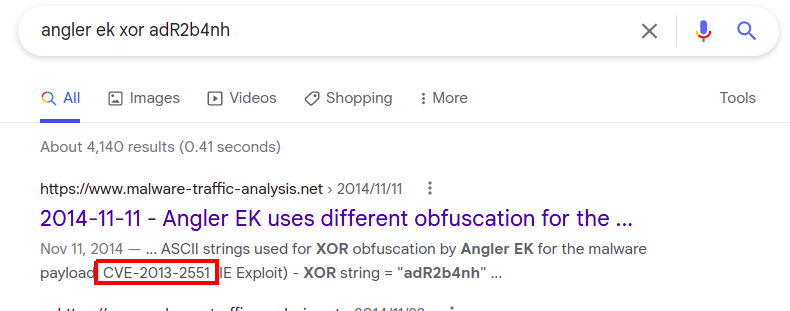 angler ek xor adR2b4nh
All Images Videos Shopping More Tools
About 4,140 results (0.41 seconds)
https://www.malware-traffic-analysis.net › 2014/11/11
2014-11-11 - Angler EK uses different obfuscation for the ...
Nov 11, 2014 — ... ASCII strings used for XOR obfuscation by Angler EK for the malware
payload: CVE-2013-2551 IE Exploit) - XOR string = "adR2b4nh" ...